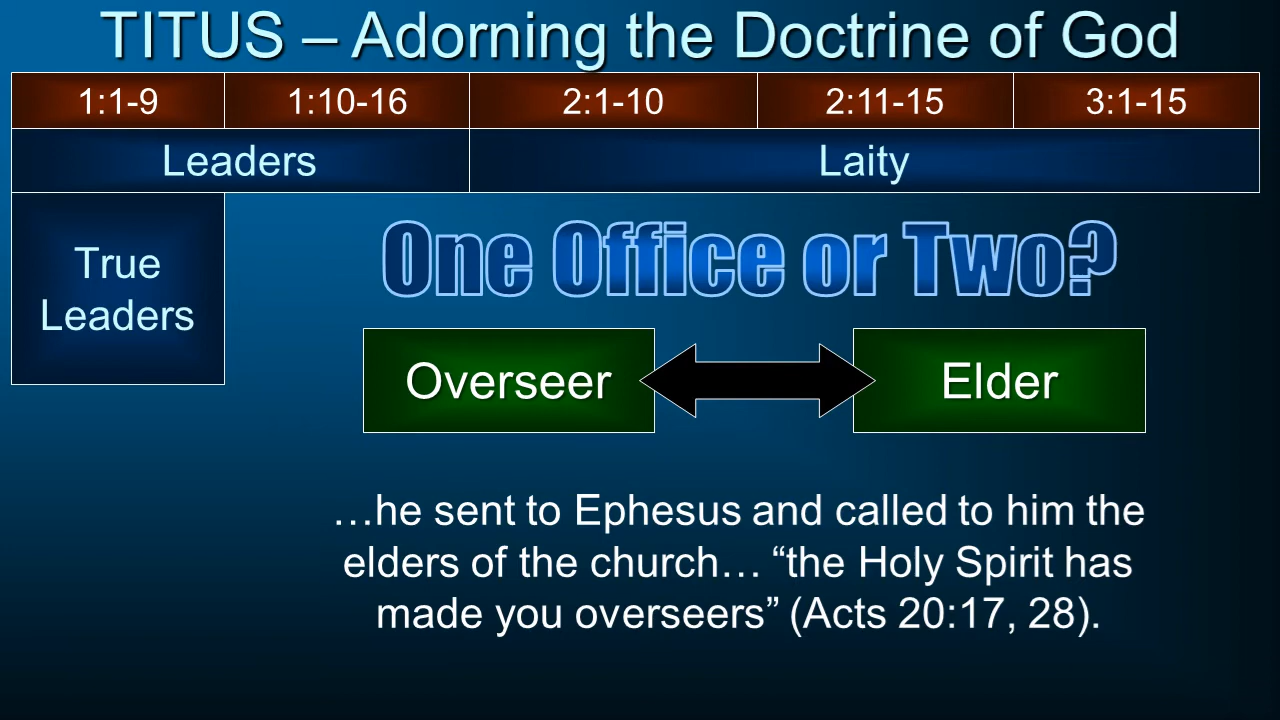 TITUS – Adorning the Doctrine of God
1:1-9 1:10-16 2:1-10 2:11-15 3:1-15
Leaders Laity
True
Leaders
One Office or Two?
Overseer Elder
…he sent to Ephesus and called to him the
elders of the church… “the Holy Spirit has
made you overseers” (Acts 20:17, 28).